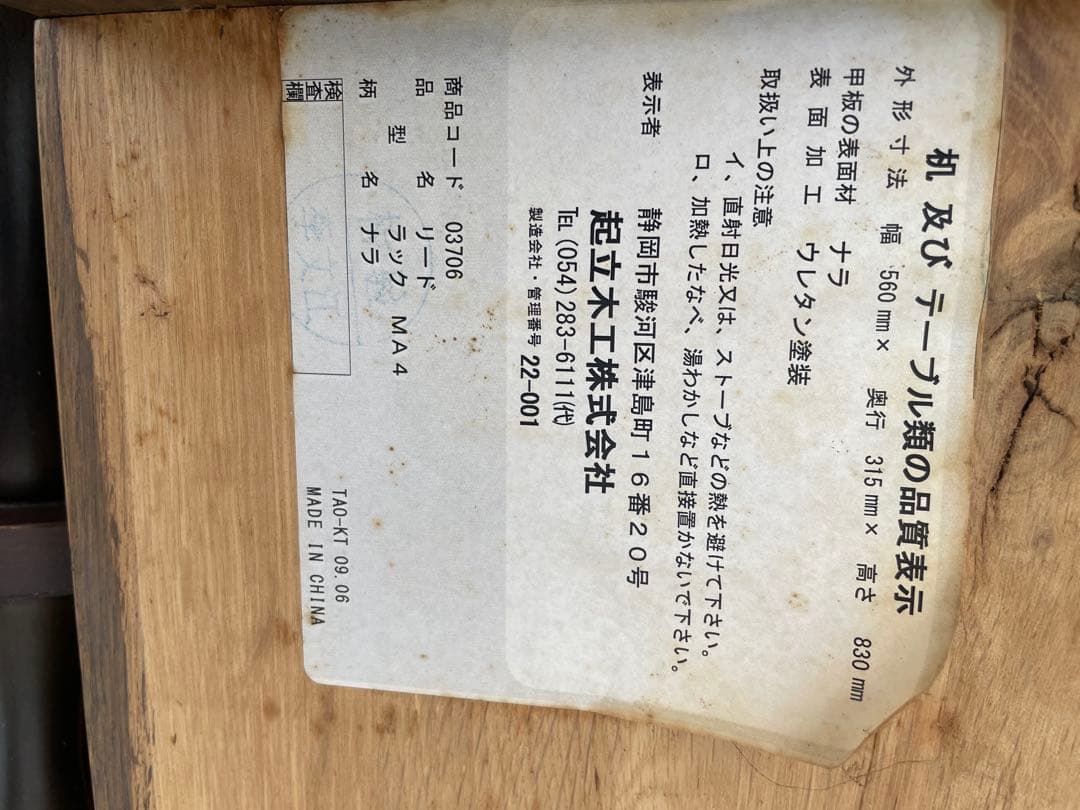 机 及び テーブル類の品質表示
外形寸法 幅 560mm× 奥行 315mm× 高さ 830mm
甲板の表面材 ナラ
表面加工 ウレタン塗装
取扱い上の注意
イ、直射日光又は、ストーブなどの熱を避けて下さい。
ロ、加熱したなべ、湯わかしなど直接置かないで下さい。
表示者 静岡市駿河区津島町16番20号
起立木工株式会社
TEL (054)283-6111(代)
製造会社・管理番号 22-001
商品コード 03706
品名 リード
型 ラック MA4
柄名 ナラ
検査欄
TAO-KT 09.06
MADE IN CHINA